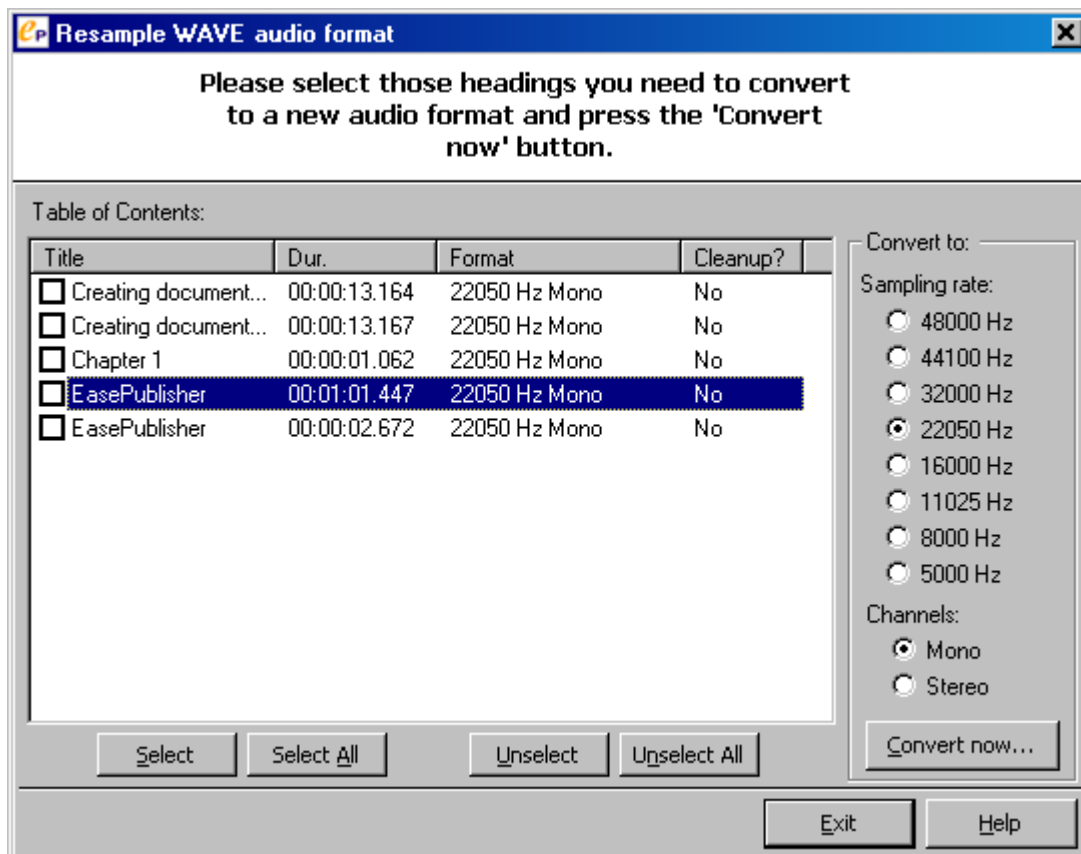 eP Resample WAVE audio format
Please select those headings you need to convert
to a new audio format and press the 'Convert
now' button.
Table of Contents:
Title Dur. Format Cleanup?
Creating document... 00:00:13.164 22050 Hz Mono No
Creating document... 00:00:13.167 22050 Hz Mono No
Chapter 1 00:00:01.062 22050 Hz Mono No
EasePublisher 00:01:01.447 22050 Hz Mono No
EasePublisher 00:00:02.672 22050 Hz Mono No
Select Select All Unselect Unselect All
Convert to:
Sampling rate:
48000 Hz
44100 Hz
32000 Hz
22050 Hz
16000 Hz
11025 Hz
8000 Hz
5000 Hz
Channels:
Mono
Stereo
Convert now...
Exit Help